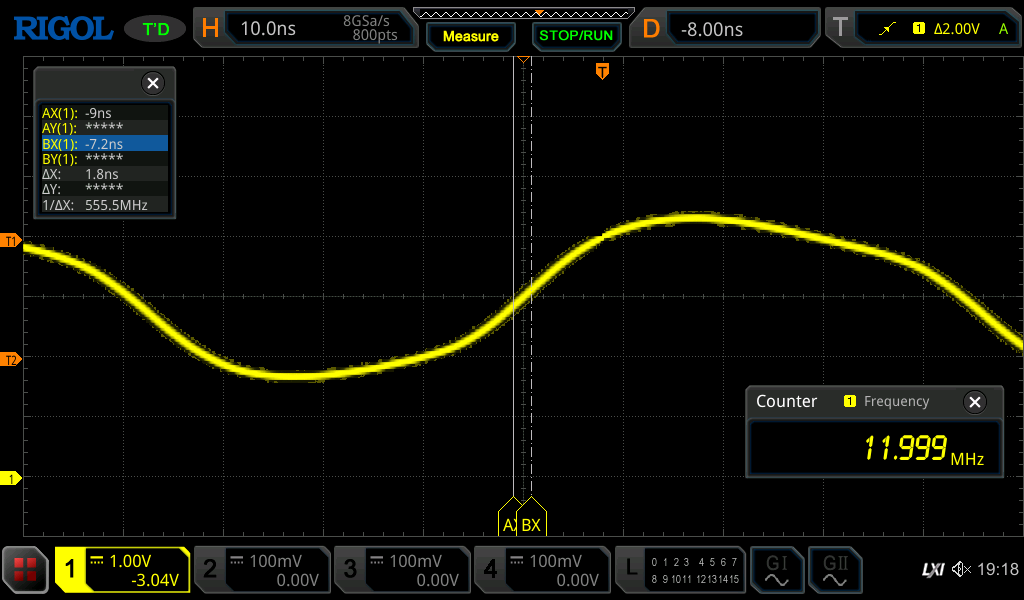 RIGOL T'D H 10.0ns 8GSa/s 800pts Measure STOP/RUN D -8.00ns T 1 Δ2.00V A
T
AX(1): -9ns
AY(1): *****
BX(1): -7.2ns
BY(1): *****
ΔX: 1.8ns
ΔY: *****
1/ΔX: 555.5MHz
T1
T2
Counter 1 Frequency
11.999 MHz
1
AX BX
1 1.00V -3.04V
2 100mV 0.00V
3 100mV 0.00V
4 100mV 0.00V
L 0 1 2 3 4 5 6 7
8 9 10 11 12 13 14 15
GI GII
LXI 19:18